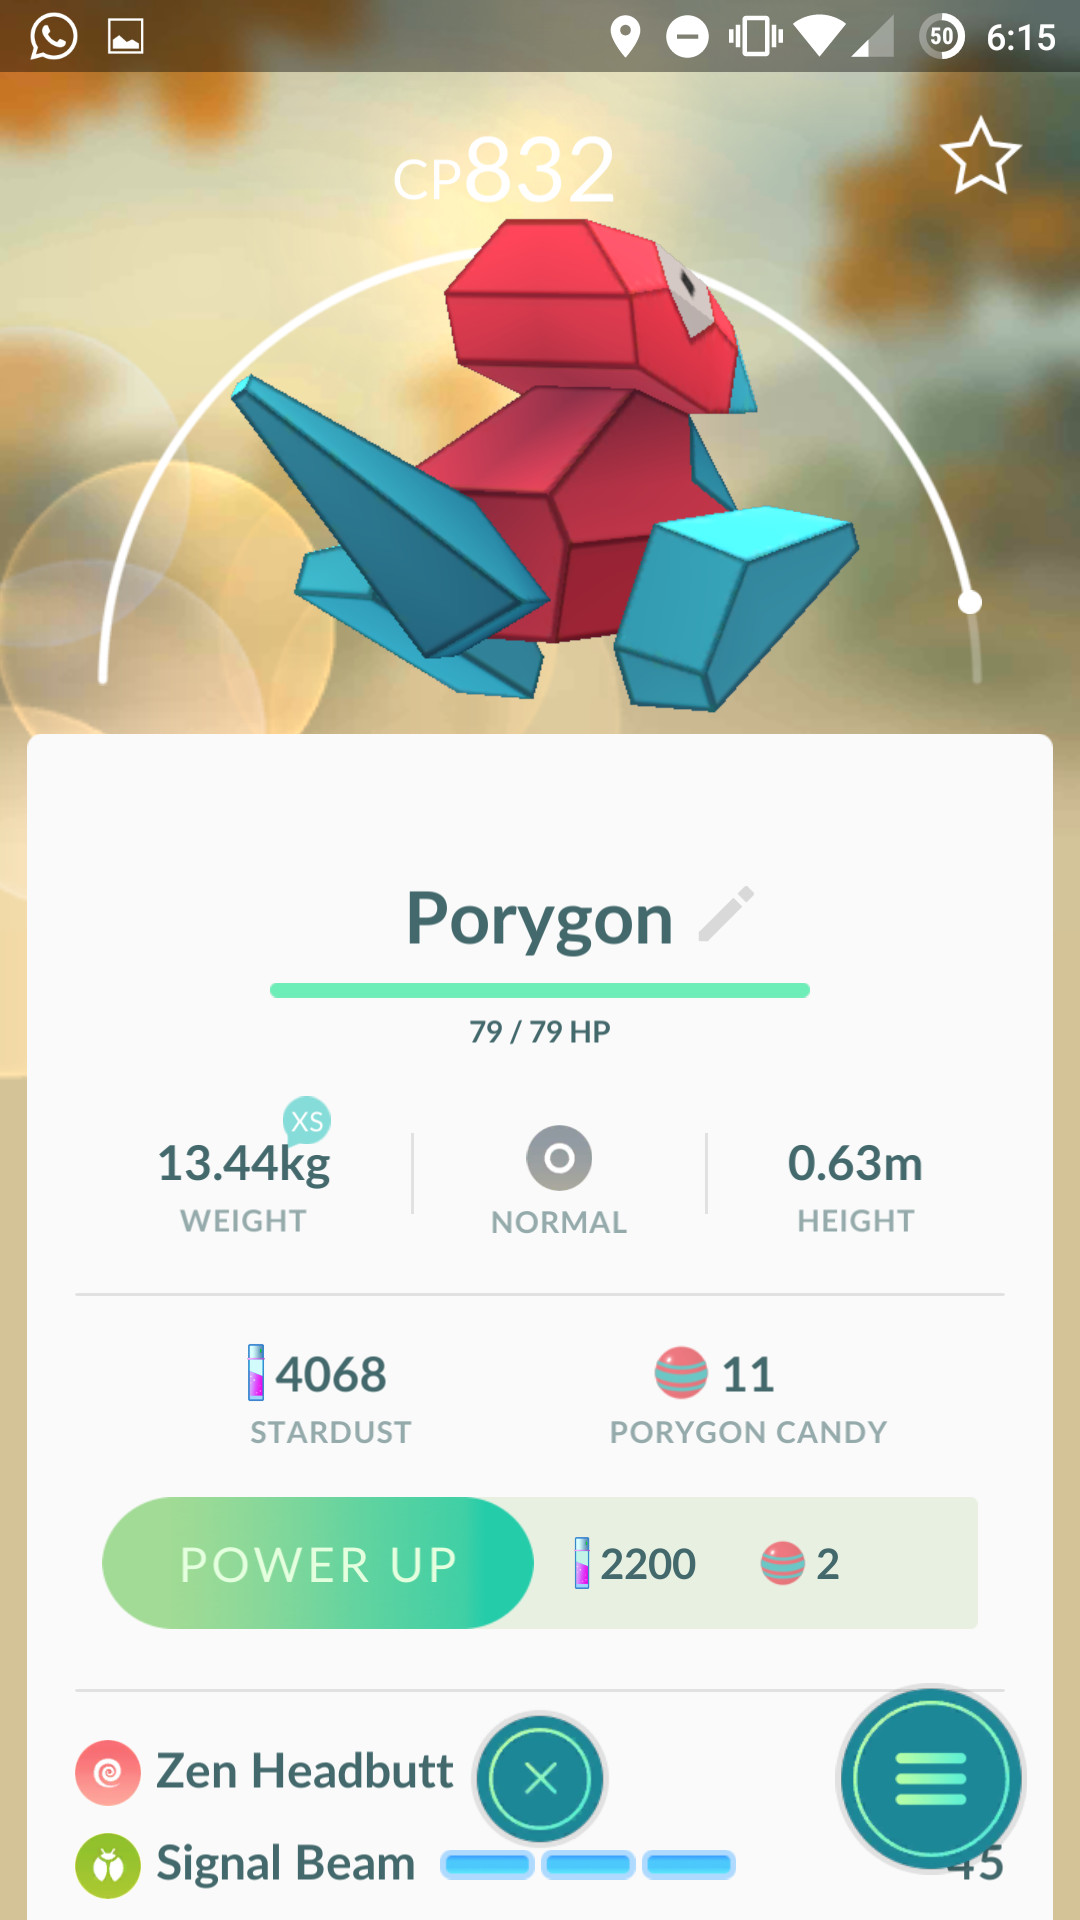 50 6:15
CP832
Porygon
79 / 79 HP
XS
13.44kg 0.63m
WEIGHT NORMAL HEIGHT
4068 11
STARDUST PORYGON CANDY
POWER UP 2200 2
Zen Headbutt
Signal Beam 45